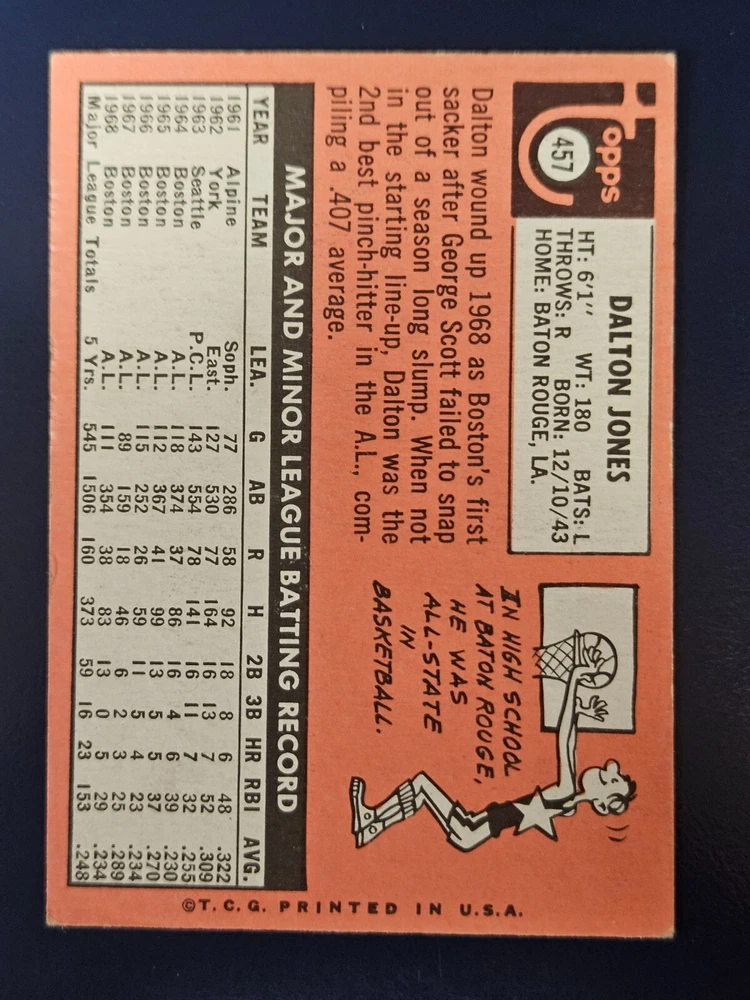 Topps
457
DALTON JONES
HT: 6'1" WT: 180 BATS: L
THROWS: R BORN: 12/10/43
HOME: BATON ROUGE, LA.
Dalton wound up 1968 as Boston's first
sacker after George Scott failed to snap
out of a season long slump. When not
in the starting line-up, Dalton was the
2nd best pinch-hitter in the A.L., com-
piling a .407 average.
IN HIGH SCHOOL
AT BATON ROUGE,
HE WAS
ALL-STATE
IN
BASKETBALL.
MAJOR AND MINOR LEAGUE BATTING RECORD
YEAR TEAM LEA. G AB R H 2B 3B HR RBI AVG.
1961 Alpine Soph. 77 286 58 92 18 8 6 48 .322
1962 York East. 127 530 77 164 16 13 7 52 .309
1963 Seattle P.C.L. 143 554 78 141 16 11 7 32 .255
1964 Boston A.L. 118 374 37 86 16 4 6 39 .230
1965 Boston A.L. 112 367 41 99 13 5 5 37 .270
1966 Boston A.L. 115 252 26 59 11 5 4 23 .234
1967 Boston A.L. 89 159 18 46 6 2 3 25 .289
1968 Boston A.L. 111 354 38 83 13 0 5 29 .234
Major League Totals 5 Yrs. 545 1506 160 373 59 16 23 153 .248
©T.C.G. PRINTED IN U.S.A.